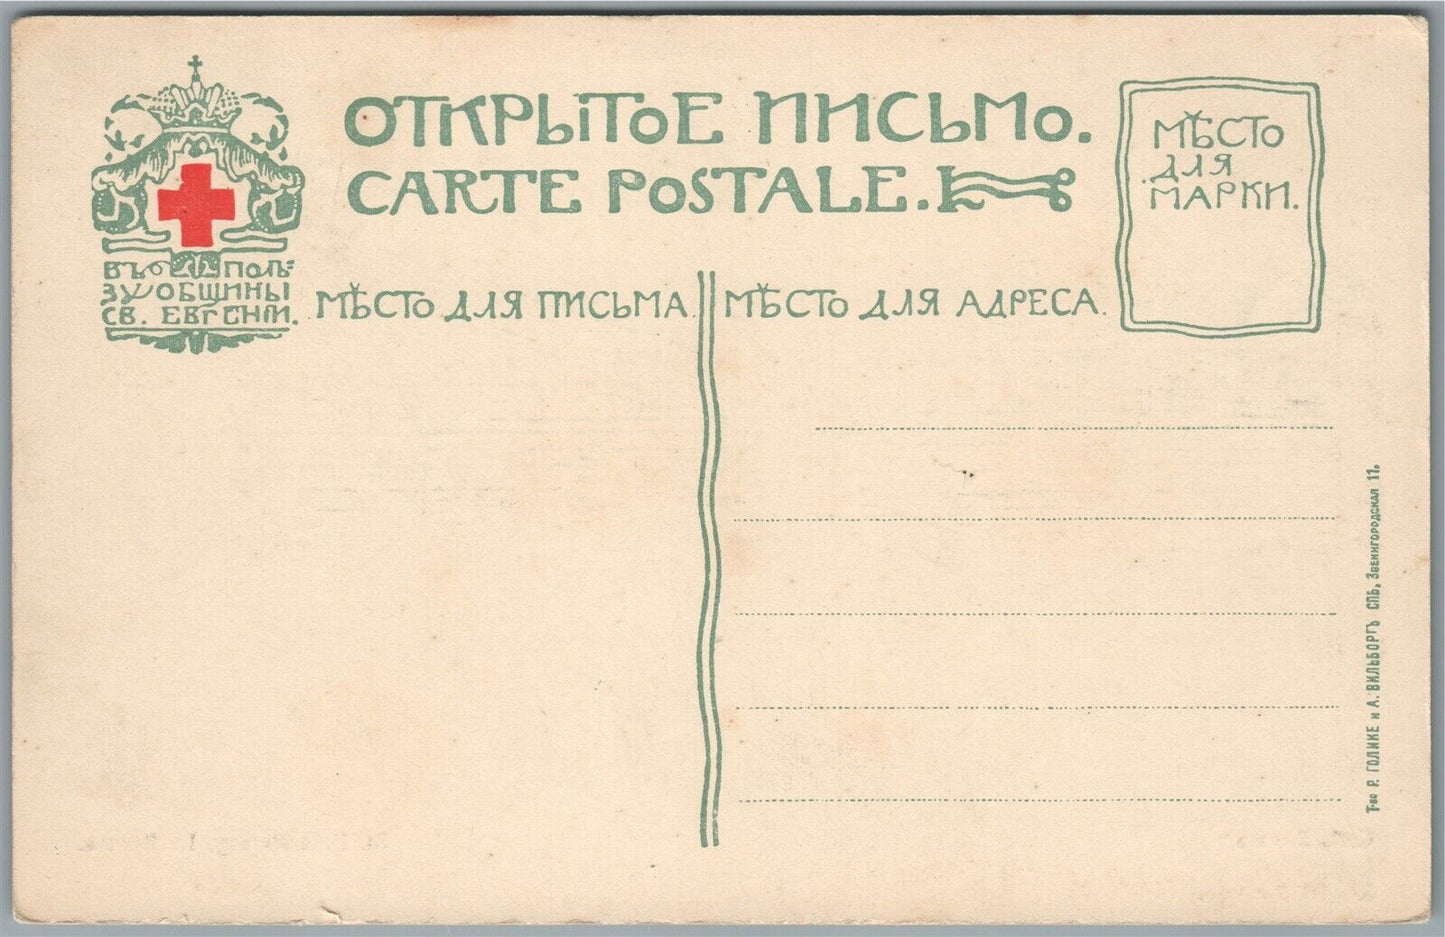 ОТКРЫТОЕ ПИСЬМО.
CARTE POSTALE.
МѢСТО
ДЛЯ
МАРКИ.
ВЪ ПОЛЬ=
ЗУ ОБЩИНЫ
СВ. ЕВГЕНІИ.
МѢСТО ДЛЯ ПИСЬМА.
МѢСТО ДЛЯ АДРЕСА.
Т-во Р. ГОЛИКЕ и А. ВИЛЬБОРГЪ СПБ, Звенигородская 11.